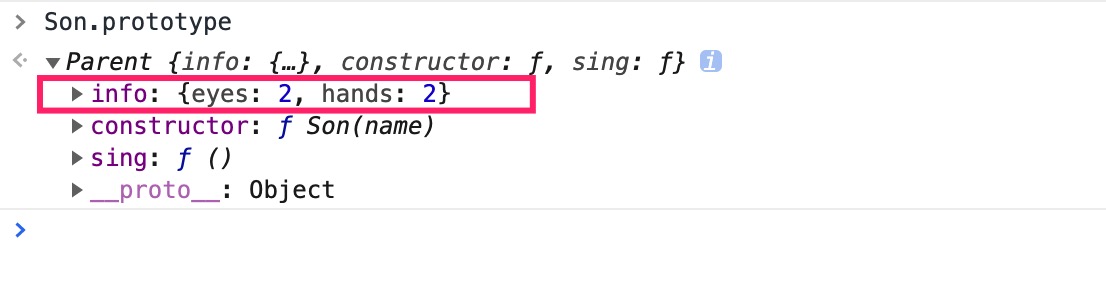 > Son.prototype
Parent {info: {…}, constructor: ƒ, sing: ƒ} i
info: {eyes: 2, hands: 2}
constructor: ƒ Son(name)
sing: ƒ ()
__proto__: Object
>